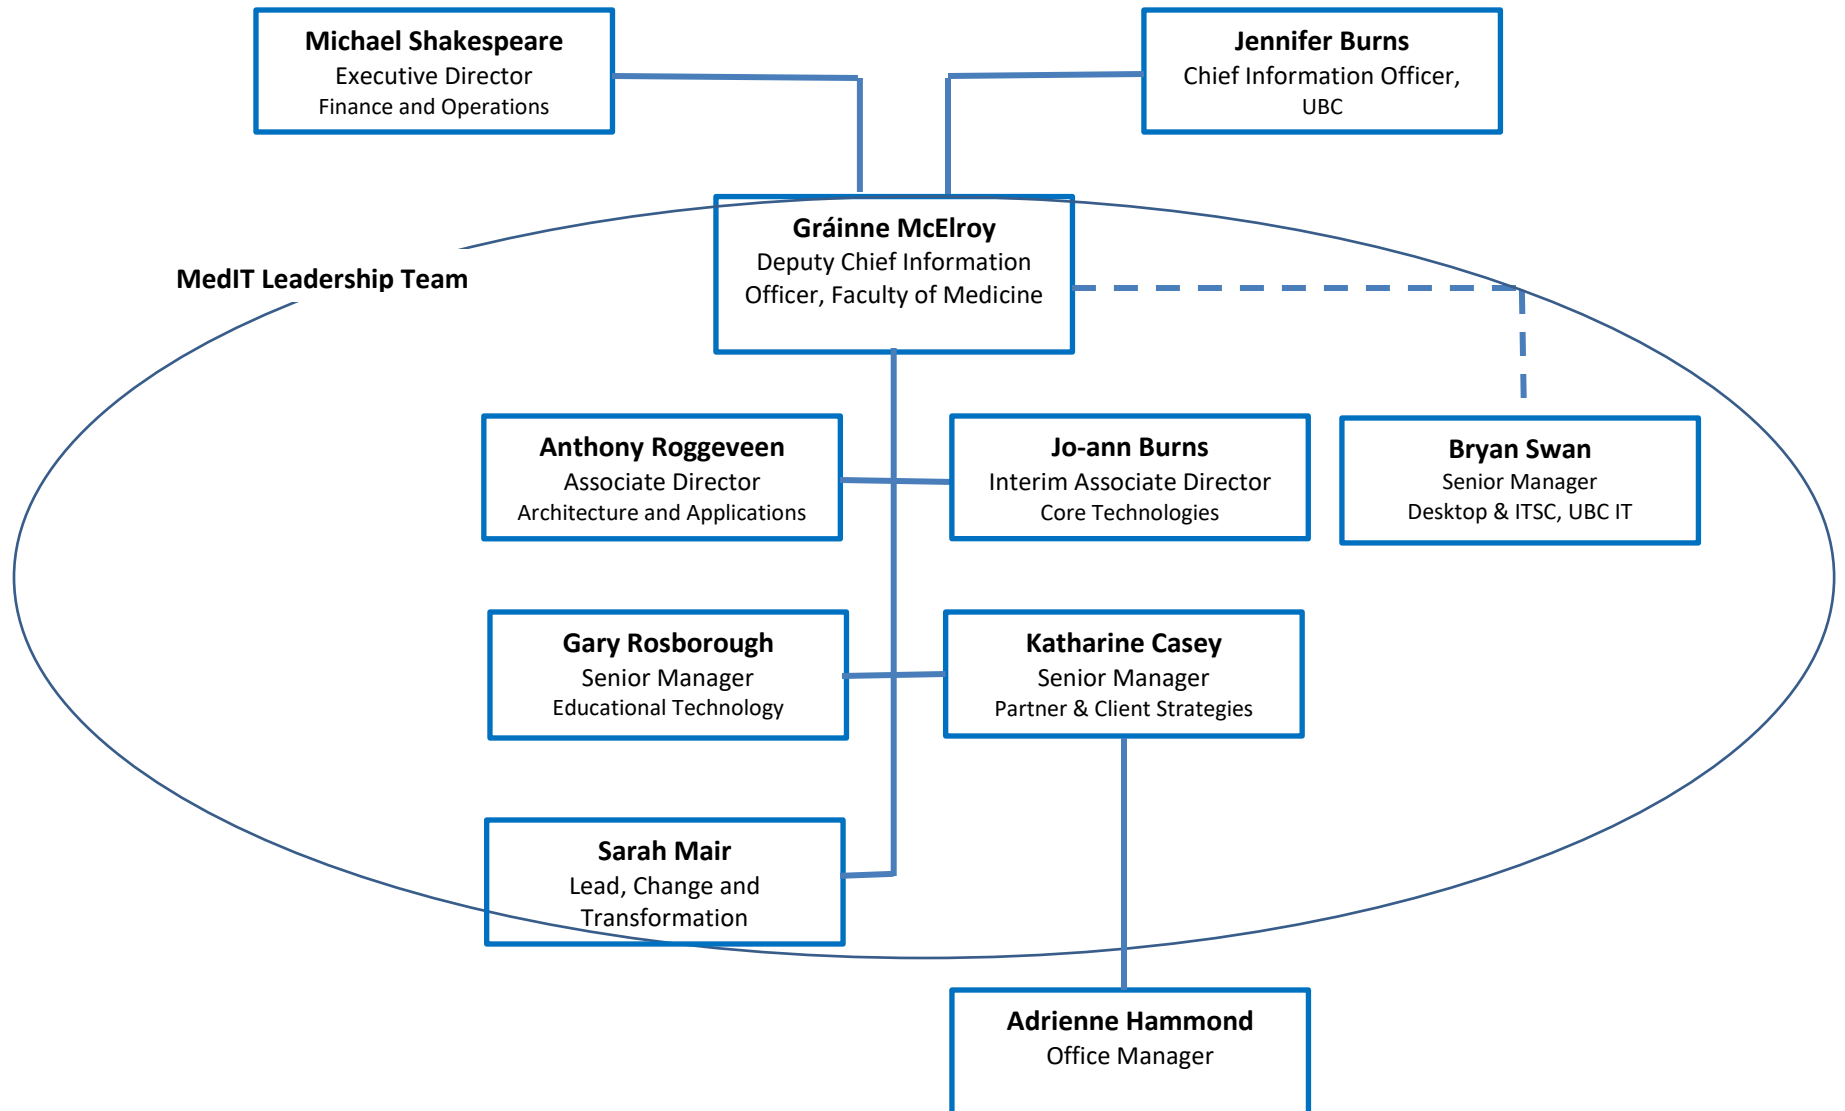 Michael Shakespeare
Executive Director
Finance and Operations
Jennifer Burns
Chief Information Officer,
UBC
Gráinne McElroy
Deputy Chief Information
Officer, Faculty of Medicine
MedIT Leadership Team
Anthony Roggeveen
Associate Director
Architecture and Applications
Jo-ann Burns
Interim Associate Director
Core Technologies
Bryan Swan
Senior Manager
Desktop & ITSC, UBC IT
Gary Rosborough
Senior Manager
Educational Technology
Katharine Casey
Senior Manager
Partner & Client Strategies
Sarah Mair
Lead, Change and
Transformation
Adrienne Hammond
Office Manager